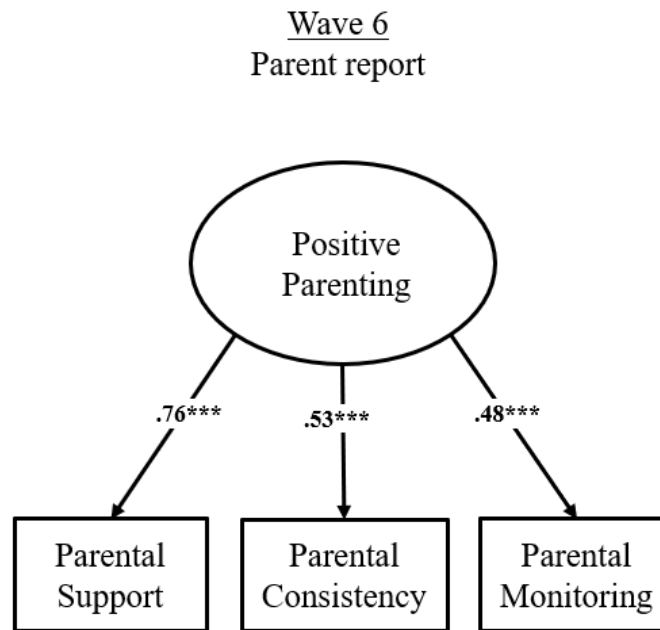 Wave 6
Parent report
Positive
Parenting
.76***
.53***
.48***
Parental
Support
Parental
Consistency
Parental
Monitoring